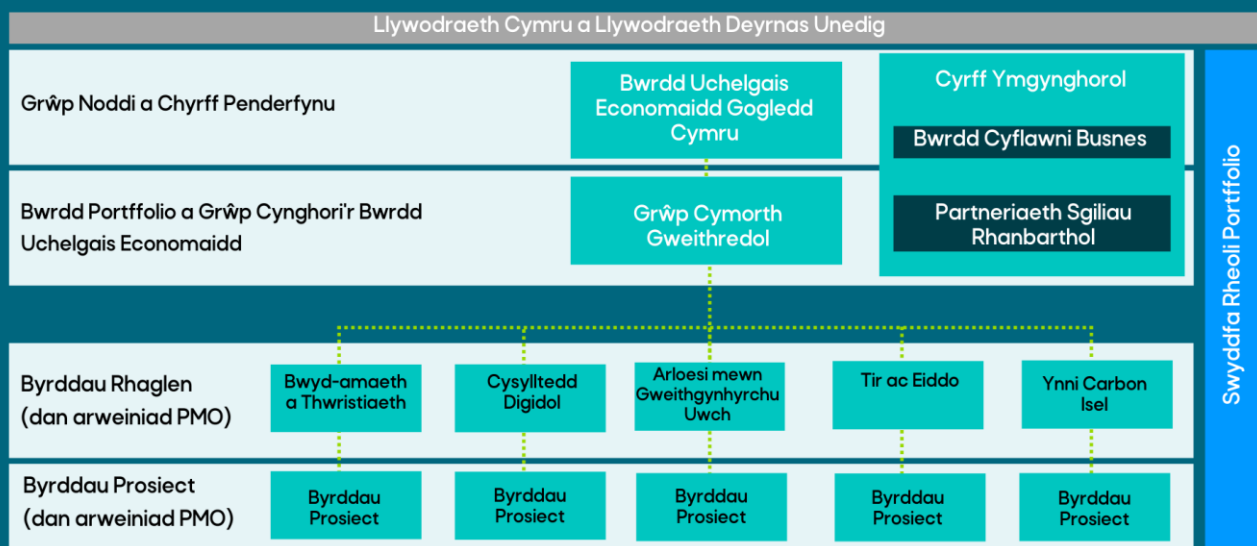 Llywodraeth Cymru a Llywodraeth Deyrnas Unedig
Grŵp Noddi a Chyrff Penderfynu
Bwrdd Uchelgais
Economaidd Gogledd
Cymru
Cyrff Ymgynghorol
Bwrdd Cyflawni Busnes
Bwrdd Portffolio a Grŵp Cynghori'r Bwrdd
Uchelgais Economaidd
Grŵp Cymorth
Gweithredol
Partneriaeth Sgiliau
Rhanbarthol
Swyddfa Rheoli Portffolio
Byrddau Rhaglen
(dan arweiniad PMO)
Bwyd-amaeth
a Thwristiaeth
Cysylltedd
Digidol
Arloesi mewn
Gweithgynhyrchu
Uwch
Tir ac Eiddo
Ynni Carbon
Isel
Byrddau Prosiect
(dan arweiniad PMO)
Byrddau
Prosiect
Byrddau
Prosiect
Byrddau
Prosiect
Byrddau
Prosiect
Byrddau
Prosiect